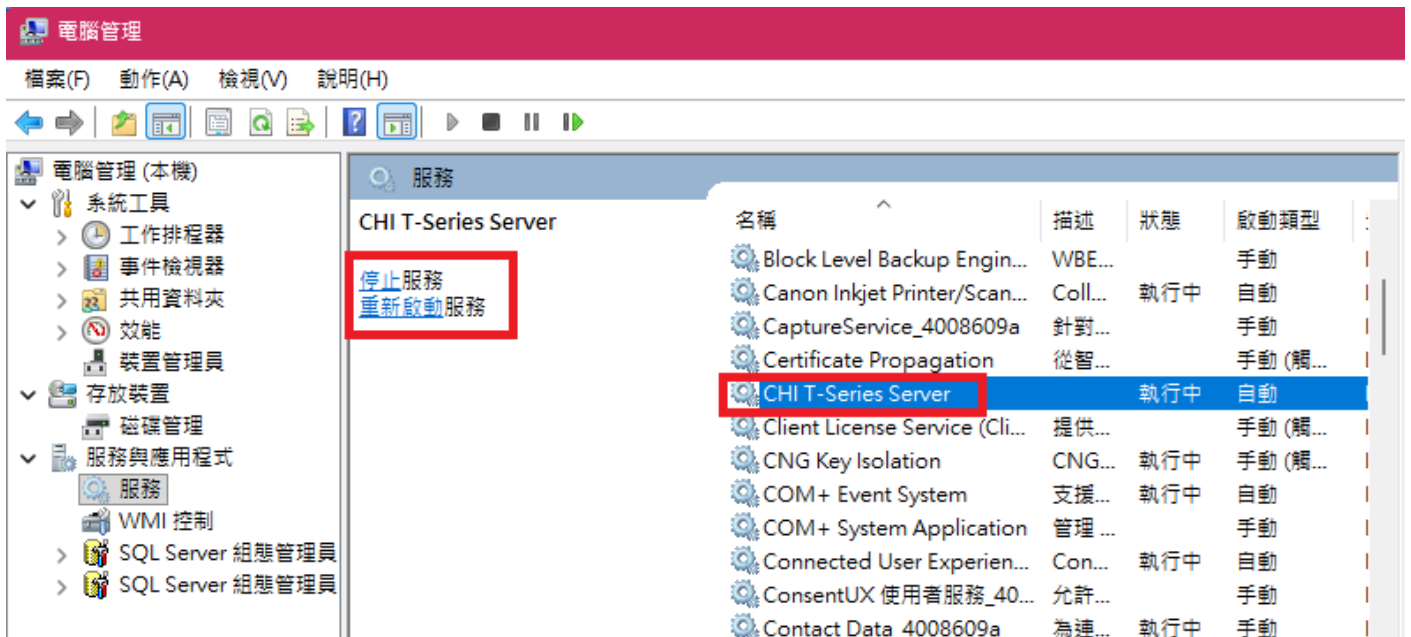 電腦管理
檔案(F) 動作(A) 檢視(V) 說明(H)
電腦管理 (本機)
系統工具
工作排程器
事件檢視器
共用資料夾
效能
裝置管理員
存放裝置
磁碟管理
服務與應用程式
服務
WMI 控制
SQL Server 組態管理員
SQL Server 組態管理員
服務
CHI T-Series Server
停止服務
重新啟動服務
名稱 描述 狀態 啟動類型
Block Level Backup Engin... WBE... 手動
Canon Inkjet Printer/Scan... Coll... 執行中 自動
CaptureService_4008609a 針對... 手動
Certificate Propagation 從智... 手動 (觸...
CHI T-Series Server 執行中 自動
Client License Service (Cli... 提供... 手動 (觸...
CNG Key Isolation CNG... 執行中 手動 (觸...
COM+ Event System 支援... 執行中 自動
COM+ System Application 管理 ... 手動
Connected User Experien... Con... 執行中 自動
ConsentUX 使用者服務_40... 允許... 手動
Contact Data_4008609a 為連... 執行中 手動